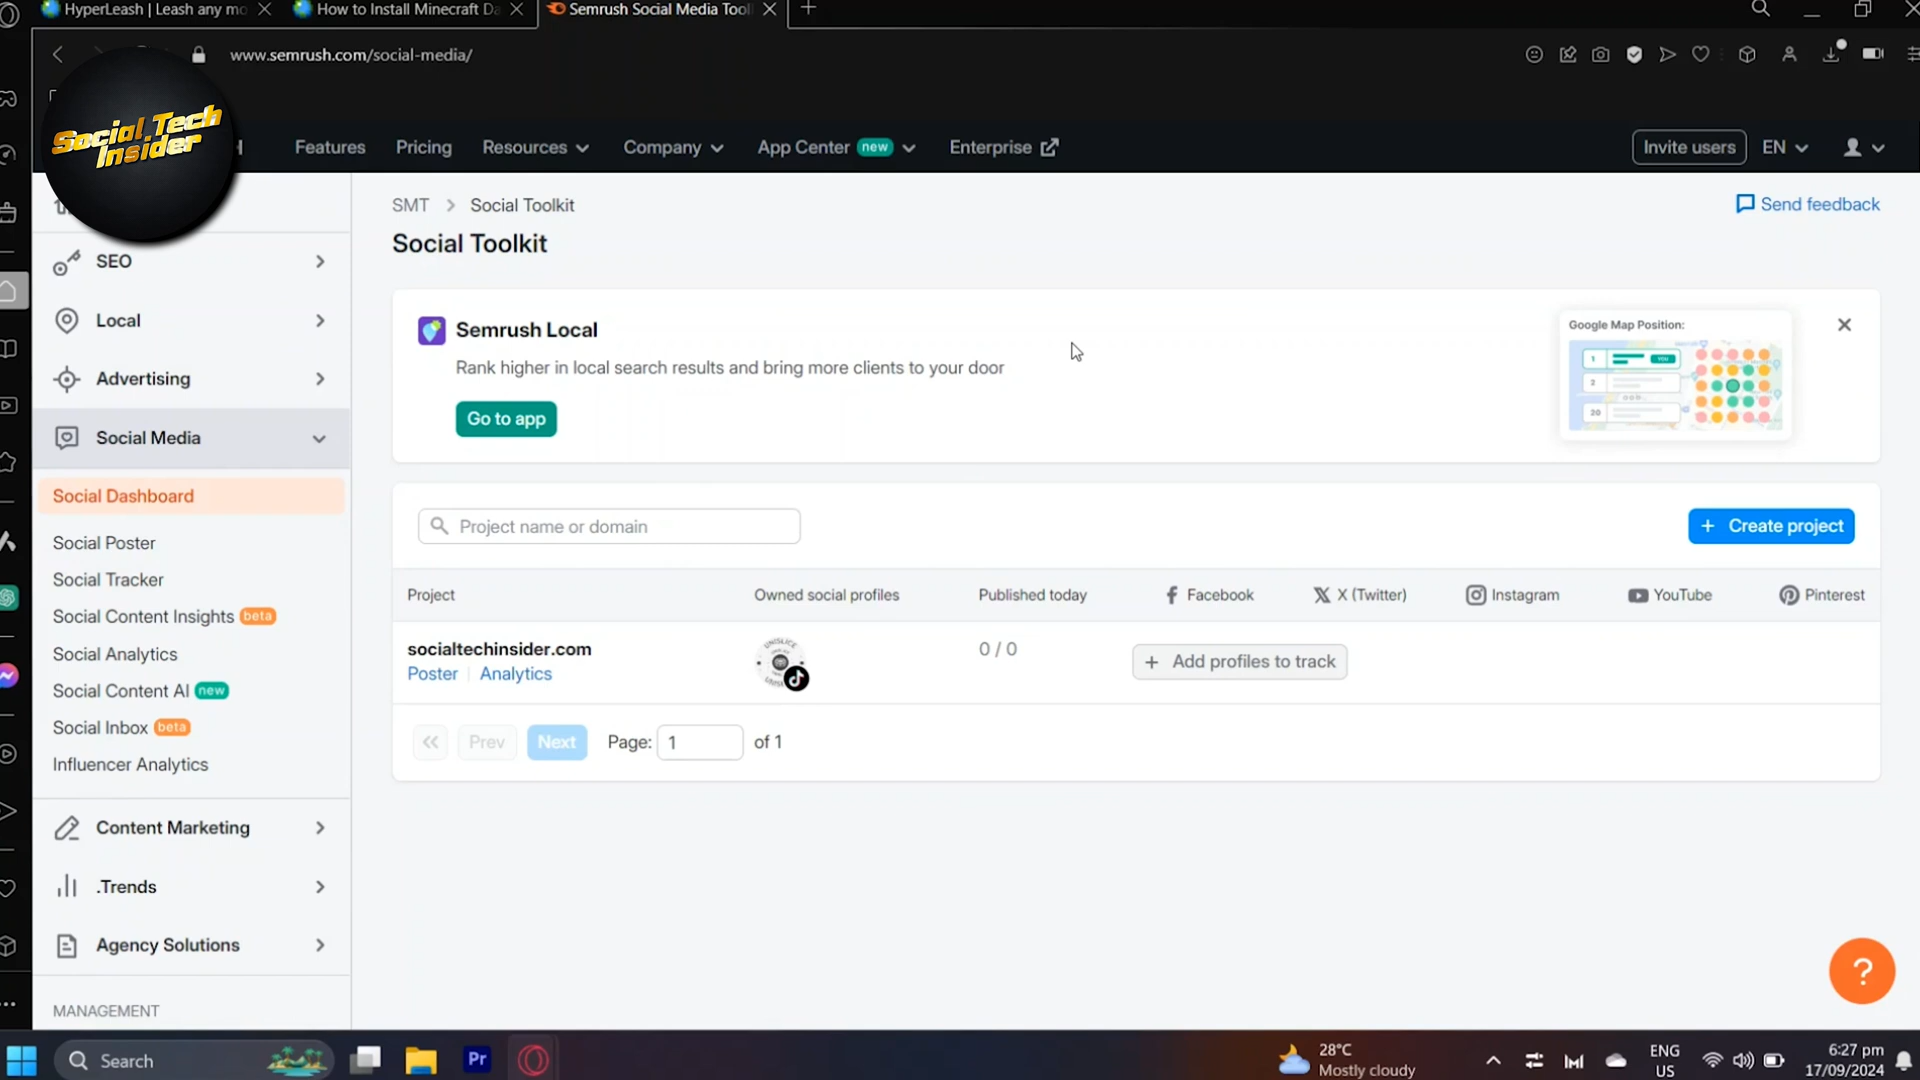 HyperLeash | Leash any mo
How to Install Minecraft Da
Semrush Social Media Tool
www.semrush.com/social-media/
Social.Tech
Insider
Features
Pricing
Resources
Company
App Center new
Enterprise
Invite users
EN
SMT > Social Toolkit
Send feedback
Social Toolkit
SEO
Local
Advertising
Social Media
Social Dashboard
Social Poster
Social Tracker
Social Content Insights beta
Social Analytics
Social Content AI new
Social Inbox beta
Influencer Analytics
Content Marketing
.Trends
Agency Solutions
MANAGEMENT
Semrush Local
Rank higher in local search results and bring more clients to your door
Go to app
Google Map Position:
1
YOU
2
20
Project name or domain
+ Create project
Project
Owned social profiles
Published today
Facebook
X (Twitter)
Instagram
YouTube
Pinterest
socialtechinsider.com
Poster | Analytics
UNISLICE
0 / 0
+ Add profiles to track
Prev
Next
Page: 1 of 1
?
Search
Pr
28°C
Mostly cloudy
ENG
US
6:27 pm
17/09/2024